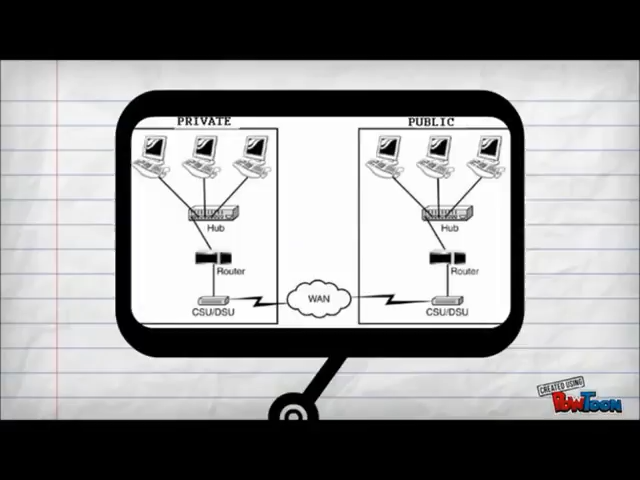 PRIVATE
PUBLIC
Hub
Hub
Router
Router
WAN
CSU/DSU
CSU/DSU
CREATED USING
POWTOON